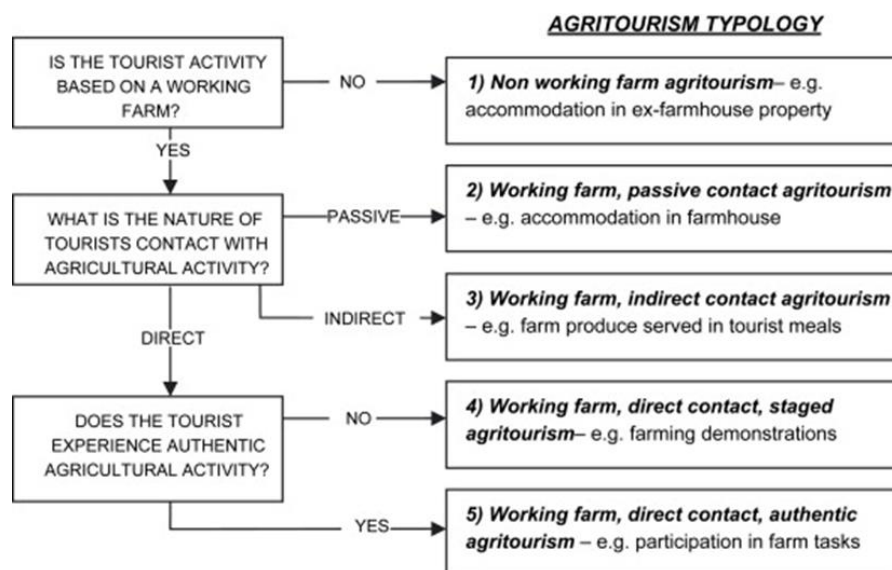 AGRITOURISM TYPOLOGY
IS THE TOURIST ACTIVITY
BASED ON A WORKING
FARM?
NO
1) Non working farm agritourism– e.g.
accommodation in ex-farmhouse property
YES
WHAT IS THE NATURE OF
TOURISTS CONTACT WITH
AGRICULTURAL ACTIVITY?
PASSIVE
2) Working farm, passive contact agritourism
– e.g. accommodation in farmhouse
INDIRECT
3) Working farm, indirect contact agritourism
– e.g. farm produce served in tourist meals
DIRECT
DOES THE TOURIST
EXPERIENCE AUTHENTIC
AGRICULTURAL ACTIVITY?
NO
4) Working farm, direct contact, staged
agritourism– e.g. farming demonstrations
YES
5) Working farm, direct contact, authentic
agritourism – e.g. participation in farm tasks